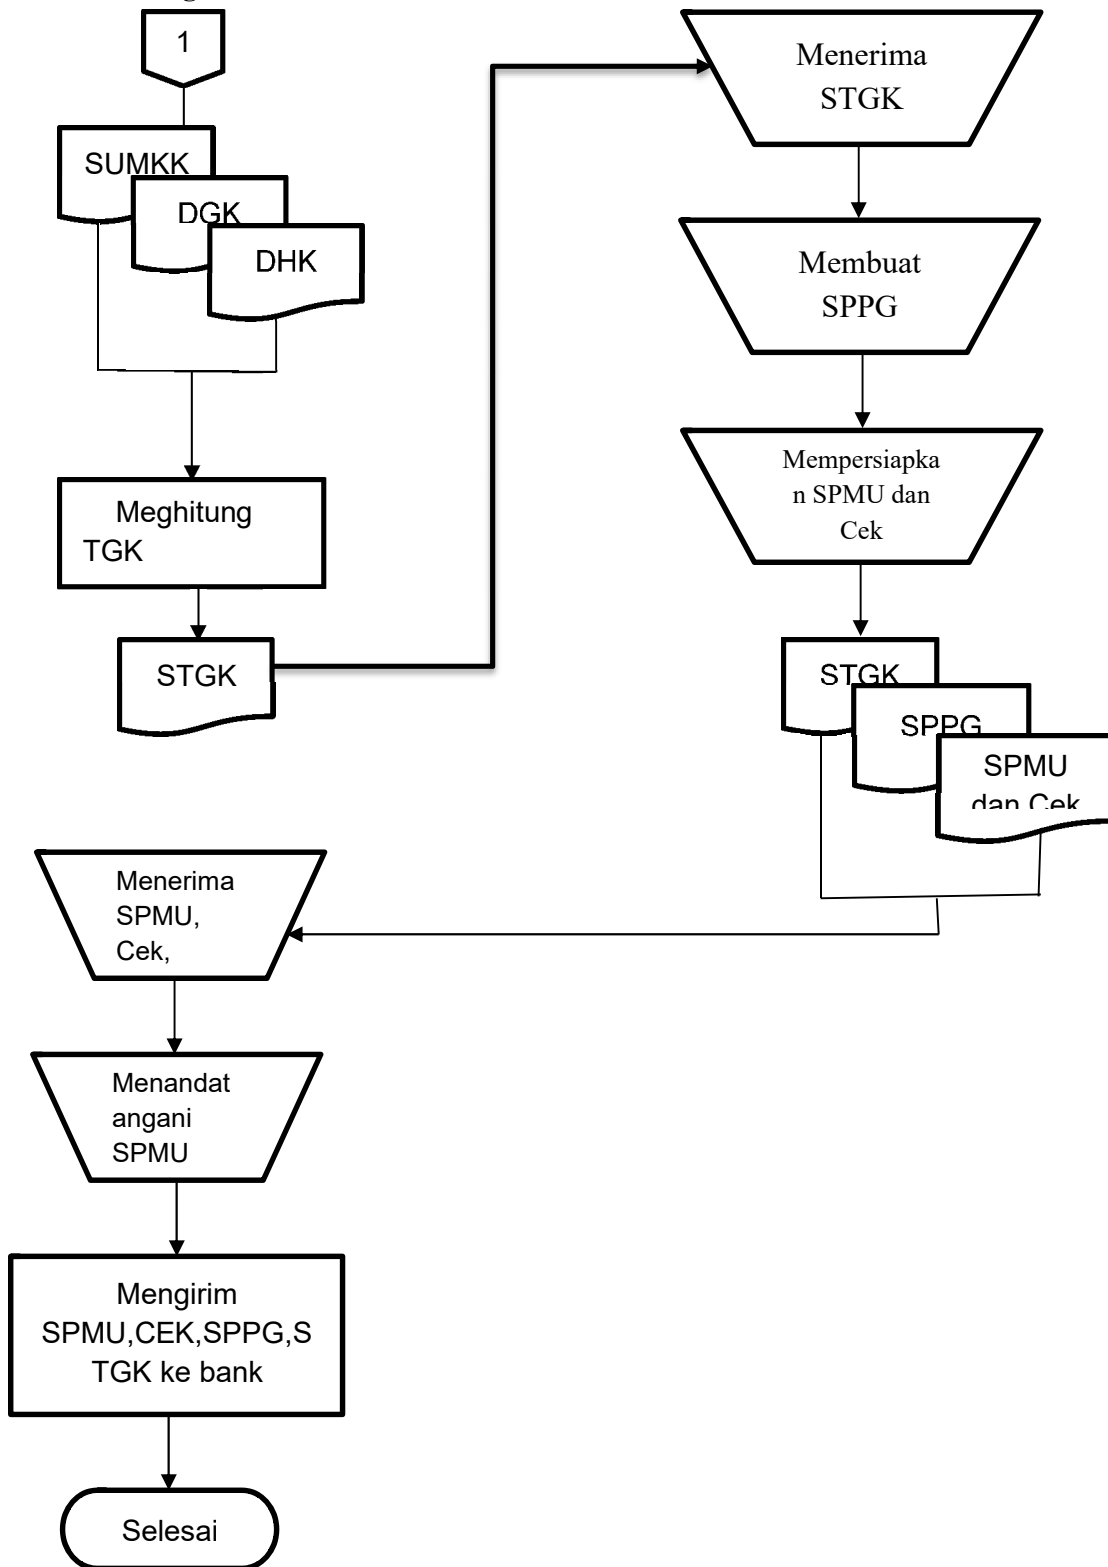 1
SUMKK
DGK
DHK
Meghitung
TGK
STGK
Menerima
STGK
Membuat
SPPG
Mempersiapka
n SPMU dan
Cek
STGK
SPPG
SPMU
dan Cek
Menerima
SPMU,
Cek,
Menandat
angani
SPMU
Mengirim
SPMU,CEK,SPPG,S
TGK ke bank
Selesai